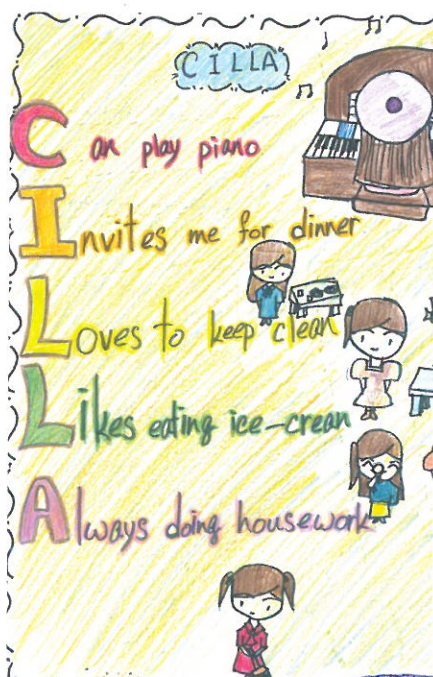 CILLA
Can play piano
Invites me for dinner
Loves to keep clean
Likes eating ice-crean
Always doing housework